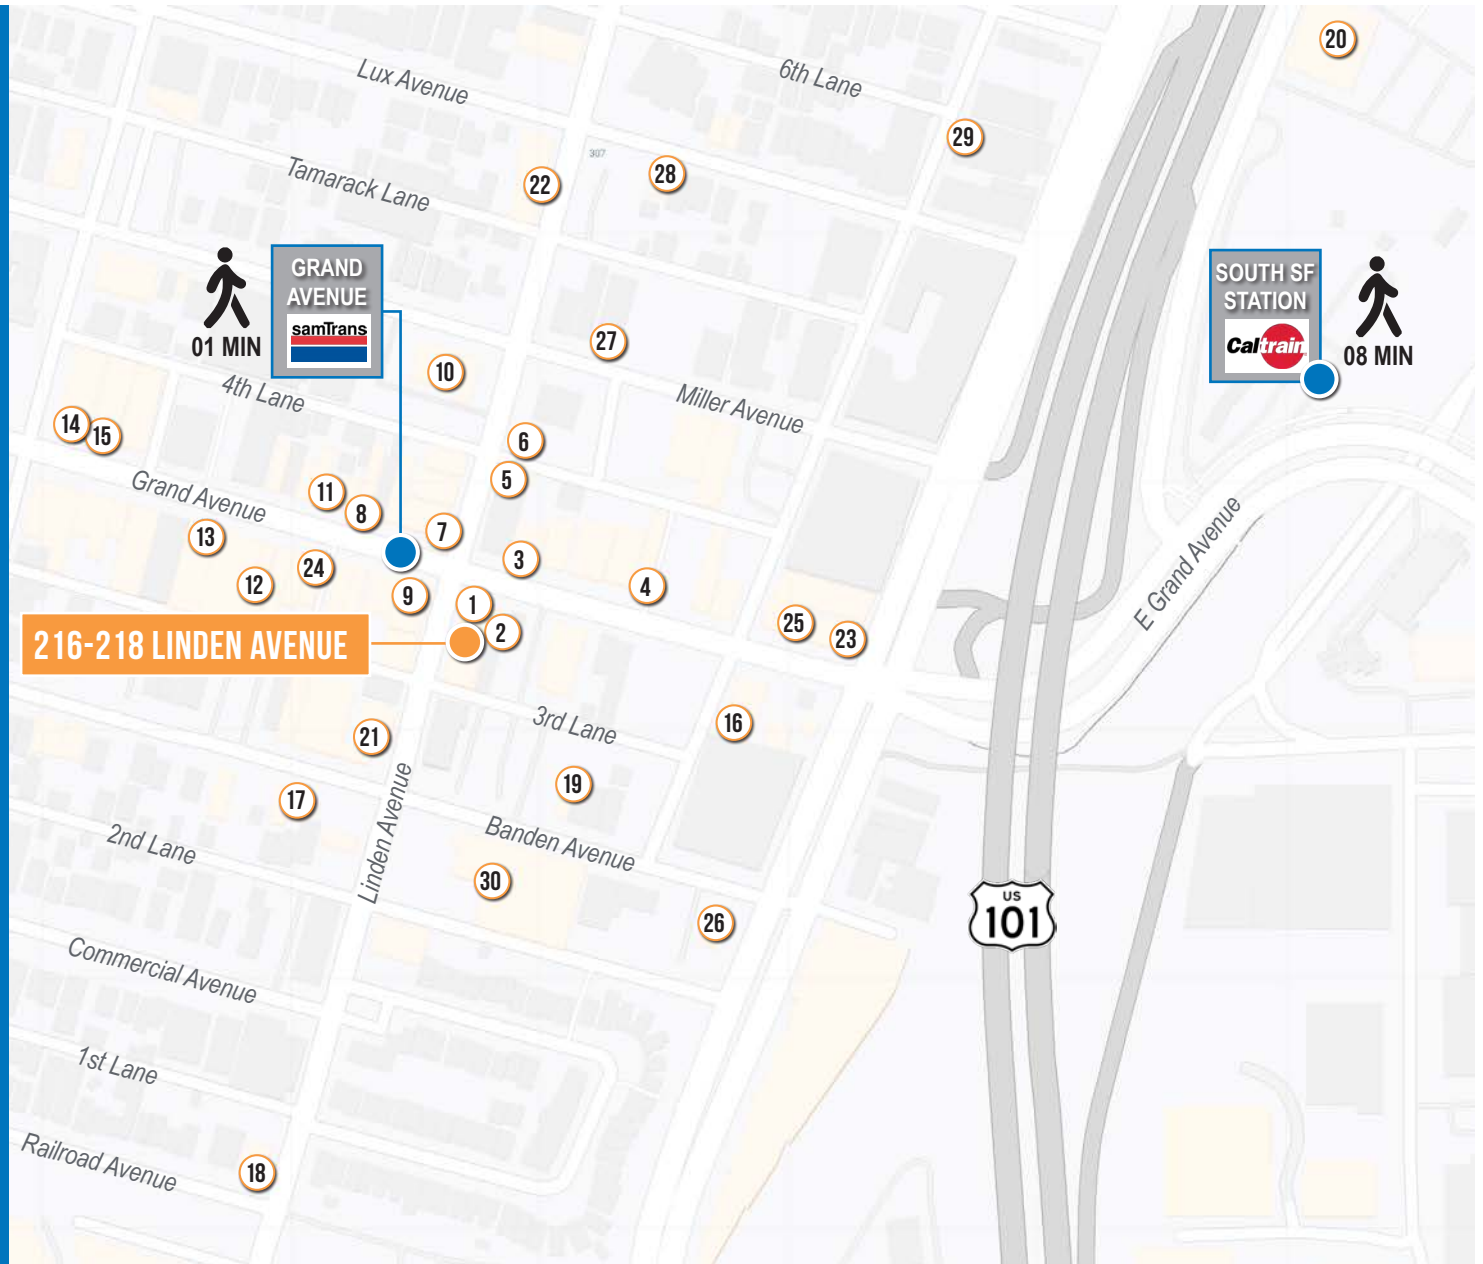 20
Lux Avenue
6th Lane
29
307
28
22
Tamarack Lane
GRAND
AVENUE
samTrans
01 MIN
SOUTH SF
STATION
Caltrain
08 MIN
27
10
4th Lane
Miller Avenue
14
15
6
5
Grand Avenue
11
8
7
13
3
24
12
9
4
1
2
25
23
E Grand Avenue
216-218 LINDEN AVENUE
3rd Lane
16
21
19
17
Linden Avenue
2nd Lane
Banden Avenue
30
26
US
101
Commercial Avenue
1st Lane
Railroad Avenue
18